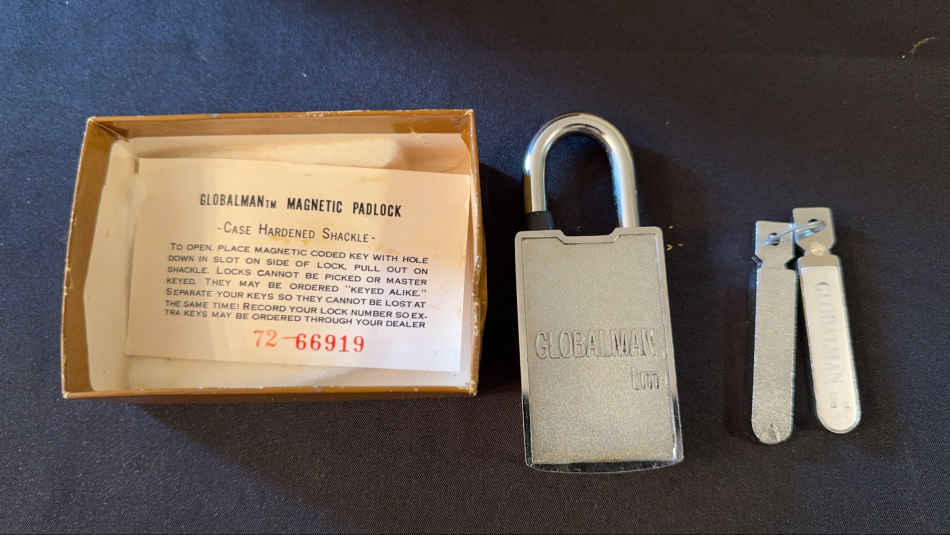 GLOBALMAN™ MAGNETIC PADLOCK
-CASE HARDENED SHACKLE-
TO OPEN, PLACE MAGNETIC CODED KEY WITH HOLE
DOWN IN SLOT ON SIDE OF LOCK, PULL OUT ON
SHACKLE. LOCKS CANNOT BE PICKED OR MASTER
KEYED. THEY MAY BE ORDERED "KEYED ALIKE."
SEPARATE YOUR KEYS SO THEY CANNOT BE LOST AT
THE SAME TIME! RECORD YOUR LOCK NUMBER SO EX-
TRA KEYS MAY BE ORDERED THROUGH YOUR DEALER
72-66919
GLOBALMAN
GLOBALMAN